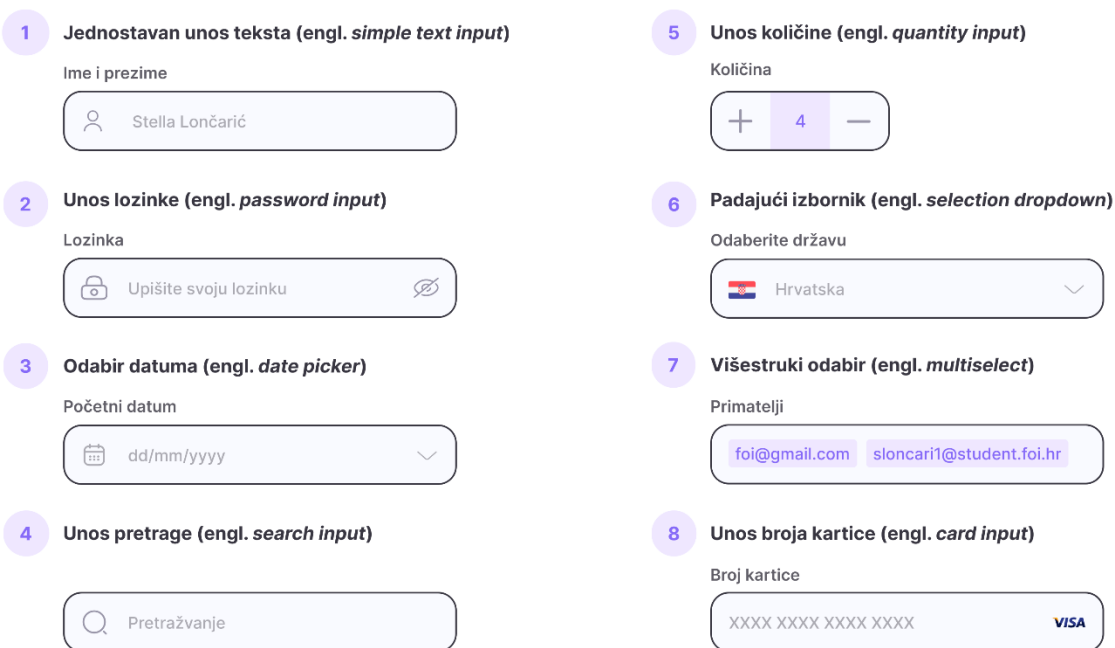 1 Jednostavan unos teksta (engl. simple text input)
Ime i prezime
Stella Lončarić
2 Unos lozinke (engl. password input)
Lozinka
Upišite svoju lozinku
3 Odabir datuma (engl. date picker)
Početni datum
dd/mm/yyyy
4 Unos pretrage (engl. search input)
Pretražvanje
5 Unos količine (engl. quantity input)
Količina
+ 4 –
6 Padajući izbornik (engl. selection dropdown)
Odaberite državu
Hrvatska
7 Višestruki odabir (engl. multiselect)
Primatelji
foi@gmail.com sloncari1@student.foi.hr
8 Unos broja kartice (engl. card input)
Broj kartice
XXXX XXXX XXXX XXXX VISA